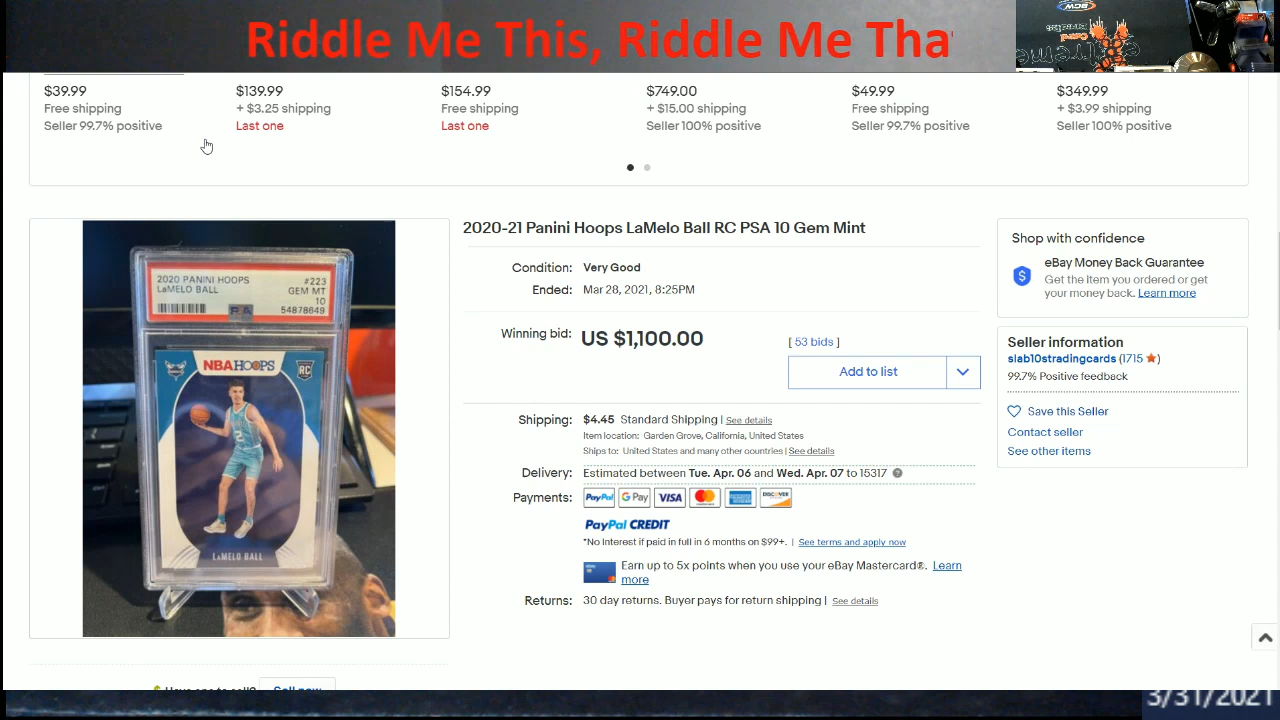 Riddle Me This, Riddle Me Tha
$39.99 $139.99 $154.99 $749.00 $49.99 $349.99
Free shipping + $3.25 shipping Free shipping + $15.00 shipping Free shipping + $3.99 shipping
Seller 99.7% positive Last one Last one Seller 100% positive Seller 99.7% positive Seller 100% positive
2020-21 Panini Hoops LaMelo Ball RC PSA 10 Gem Mint
Condition: Very Good
Ended: Mar 28, 2021, 8:25PM
Winning bid: US $1,100.00 [ 53 bids ]
Add to list
Shipping: $4.45 Standard Shipping | See details
Item location: Garden Grove, California, United States
Ships to: United States and many other countries | See details
Delivery: Estimated between Tue. Apr. 06 and Wed. Apr. 07 to 15317
Payments: PayPal G Pay VISA DISCOVER
PayPal CREDIT
*No Interest if paid in full in 6 months on $99+. | See terms and apply now
Earn up to 5x points when you use your eBay Mastercard®. Learn
more
Returns: 30 day returns. Buyer pays for return shipping | See details
Shop with confidence
eBay Money Back Guarantee
Get the item you ordered or get
your money back. Learn more
Seller information
slab10stradingcards (1715 )
99.7% Positive feedback
Save this Seller
Contact seller
See other items
2020 PANINI HOOPS #223
LaMELO BALL GEM MT
10
PSA 54878649
NBA HOOPS RC
2
LaMELO BALL
3/31/2021